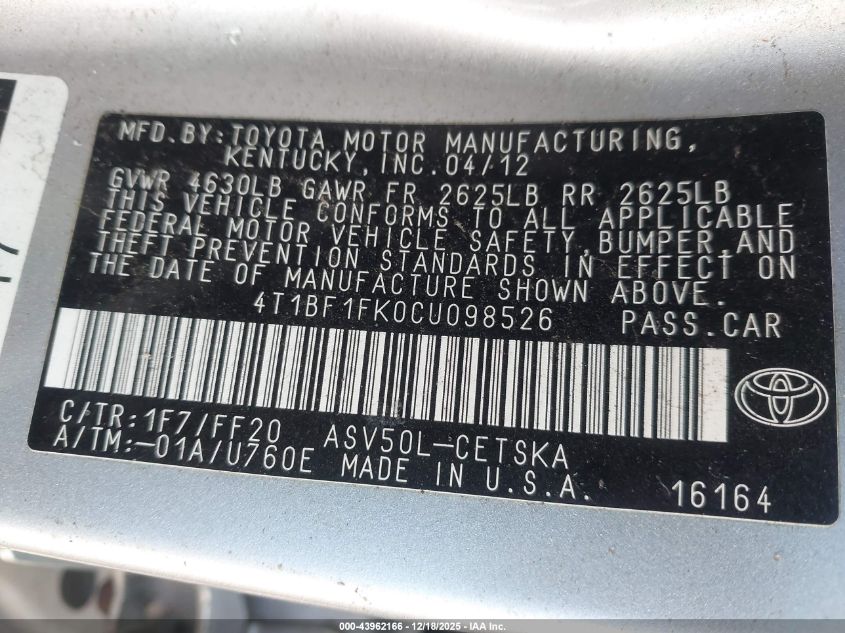 MFD. BY: TOYOTA MOTOR MANUFACTURING,
KENTUCKY, INC. 04/12
GVWR 4630LB GAWR FR 2625LB RR 2625LB
THIS VEHICLE CONFORMS TO ALL APPLICABLE
FEDERAL MOTOR VEHICLE SAFETY, BUMPER, AND
THEFT PREVENTION STANDARDS IN EFFECT ON
THE DATE OF MANUFACTURE SHOWN ABOVE.
4T1BF1FK0CU098526 PASS. CAR
C/TR: 1F7/FF20 ASV50L-CETSKA
A/TM: -01A/U760E MADE IN U.S.A. 16164
000-43962166 - 12/18/2025 - IAA Inc.